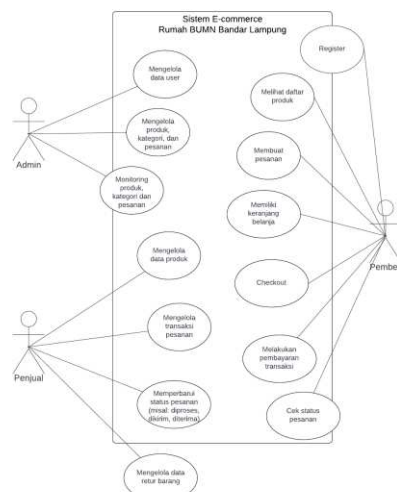 Sistem E-commerce
Rumah BUMN Bandar Lampung
Register
Mengelola
data user
Melihat daftar
produk
Mengelola
produk,
kategori, dan
pesanan
Admin
Membuat
pesanan
Monitoring
produk,
kategori dan
pesanan
Memiliki
keranjang
belanja
Mengelola
data produk
Pembe
Checkout
Mengelola
transaksi
pesanan
Melakukan
pembayaran
transaksi
Penjual
Memperbarui
status pesanan
(misal: diproses,
dikirim, diterima)
Cek status
pesanan
Mengelola data
retur barang